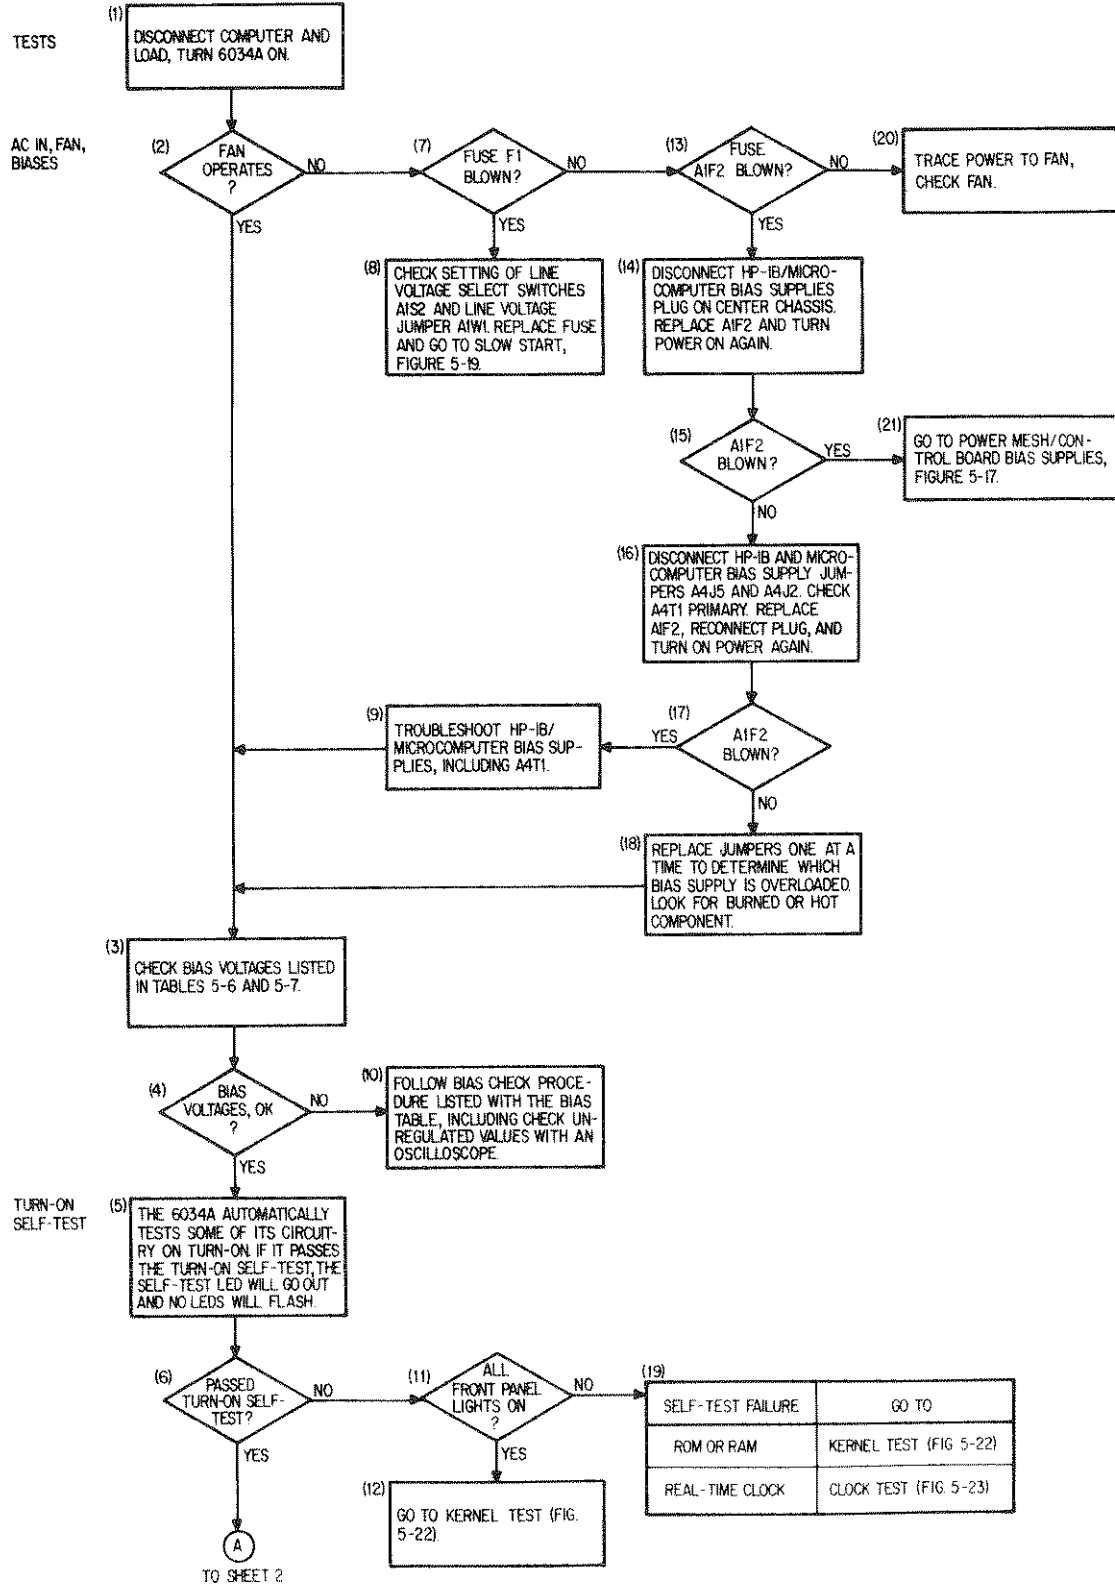 TESTS
(1)
DISCONNECT COMPUTER AND
LOAD, TURN 6034A ON.
AC IN, FAN,
BIASES
(2)
FAN
OPERATES
?
NO
YES
(7)
FUSE F1
BLOWN?
NO
YES
(13)
FUSE
A1F2 BLOWN?
NO
YES
(20)
TRACE POWER TO FAN,
CHECK FAN.
(8)
CHECK SETTING OF LINE
VOLTAGE SELECT SWITCHES
A1S2 AND LINE VOLTAGE
JUMPER A1W1. REPLACE FUSE
AND GO TO SLOW START,
FIGURE 5-19.
(14)
DISCONNECT HP-IB/MICRO-
COMPUTER BIAS SUPPLIES
PLUG ON CENTER CHASSIS.
REPLACE A1F2 AND TURN
POWER ON AGAIN.
(15)
A1F2
BLOWN?
YES
NO
(21)
GO TO POWER MESH/CON-
TROL BOARD BIAS SUPPLIES,
FIGURE 5-17.
(16)
DISCONNECT HP-IB AND MICRO-
COMPUTER BIAS SUPPLY JUM-
PERS A4J5 AND A4J2. CHECK
A4T1 PRIMARY. REPLACE
A1F2, RECONNECT PLUG, AND
TURN ON POWER AGAIN.
(17)
A1F2
BLOWN?
YES
NO
(9)
TROUBLESHOOT HP-IB/
MICROCOMPUTER BIAS SUP-
PLIES, INCLUDING A4T1.
(18)
REPLACE JUMPERS ONE AT A
TIME TO DETERMINE WHICH
BIAS SUPPLY IS OVERLOADED.
LOOK FOR BURNED OR HOT
COMPONENT.
(3)
CHECK BIAS VOLTAGES LISTED
IN TABLES 5-6 AND 5-7.
(4)
BIAS
VOLTAGES, OK
?
NO
YES
(10)
FOLLOW BIAS CHECK PROCE-
DURE LISTED WITH THE BIAS
TABLE, INCLUDING CHECK UN-
REGULATED VALUES WITH AN
OSCILLOSCOPE.
TURN-ON
SELF-TEST
(5)
THE 6034A AUTOMATICALLY
TESTS SOME OF ITS CIRCUIT-
RY ON TURN-ON. IF IT PASSES
THE TURN-ON SELF-TEST, THE
SELF-TEST LED WILL GO OUT
AND NO LEDS WILL FLASH.
(6)
PASSED
TURN-ON SELF-
TEST?
NO
YES
(11)
ALL
FRONT PANEL
LIGHTS ON
?
NO
YES
(19)
SELF-TEST FAILURE GO TO
ROM OR RAM KERNEL TEST (FIG 5-22)
REAL-TIME CLOCK CLOCK TEST (FIG. 5-23)
(12)
GO TO KERNEL TEST (FIG.
5-22).
A
TO SHEET 2